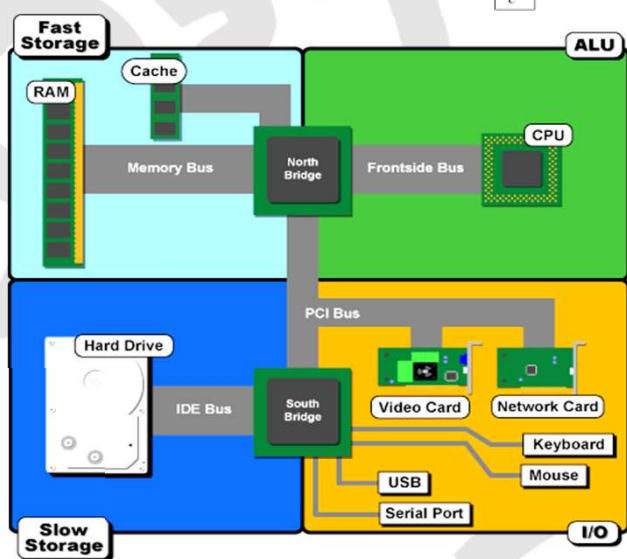 Fast
Storage
ALU
Cache
RAM
CPU
North
Bridge
Memory Bus
Frontside Bus
PCI Bus
Hard Drive
IDE Bus
South
Bridge
Video Card
Network Card
Keyboard
Mouse
USB
Serial Port
Slow
Storage
I/O